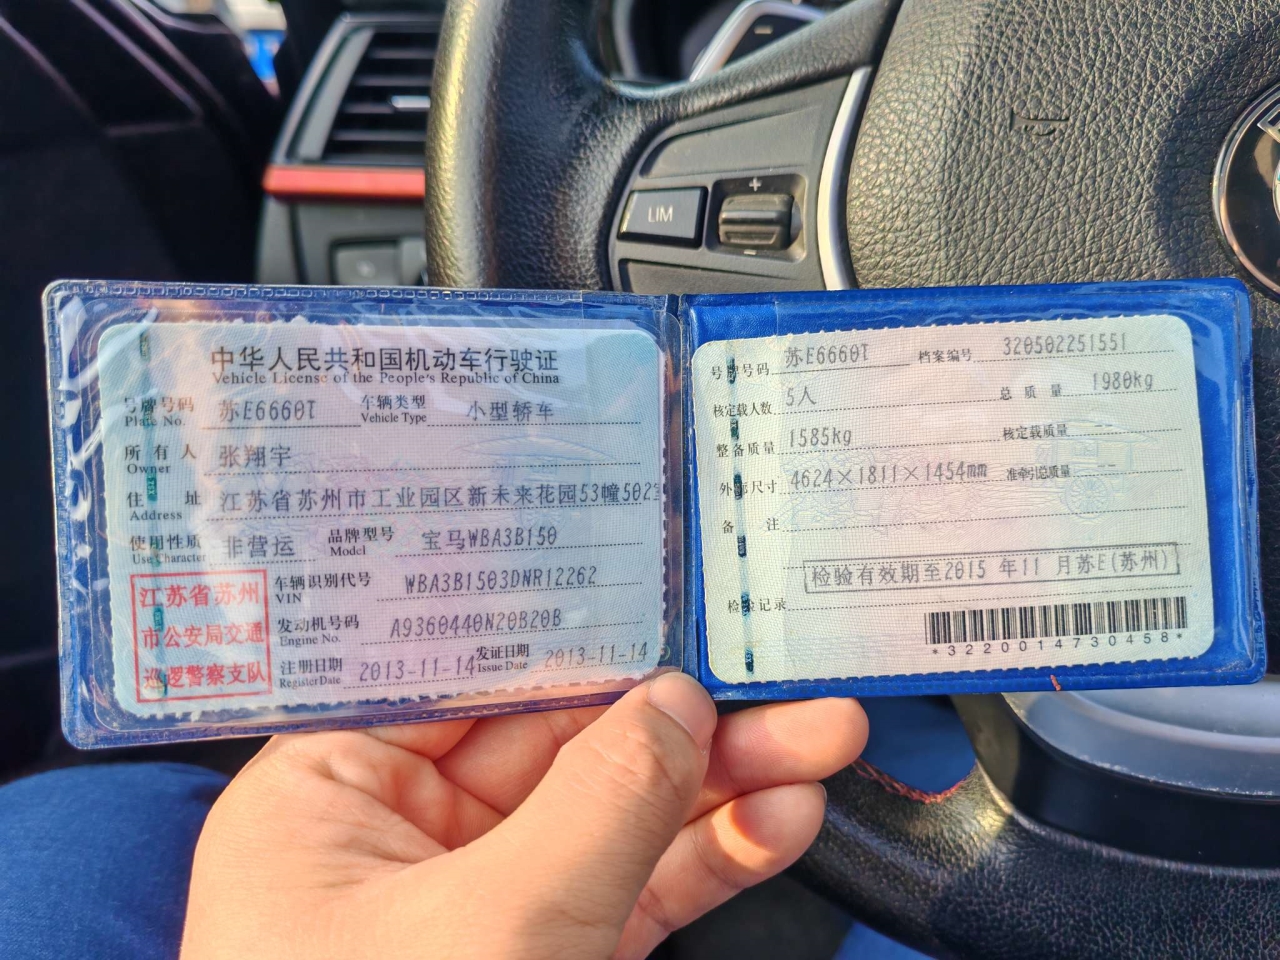 LIM
+
−
中华人民共和国机动车行驶证
Vehicle License of the People's Republic of China
号牌号码 苏E6660T 车辆类型 小型轿车
Plate No. Vehicle Type
所有人 张翔宇
Owner
住址 江苏省苏州市工业园区新未来花园53幢502室
Address
使用性质 非营运 品牌型号 宝马WBA3B150
Use Character Model
江苏省苏州
市公安局交通
巡逻警察支队
车辆识别代号 WBA3B1503DNR12262
VIN
发动机号码 A9360440N20B20B
Engine No.
注册日期 2013-11-14 发证日期 2013-11-14
Register Date Issue Date
号牌号码 苏E6660T 档案编号 320502251551
核定载人数 5人 总质量 1980kg
整备质量 1585kg 核定载质量 --
外廓尺寸 4624×1811×1454mm 准牵引总质量 --
备注
检验有效期至2015年11月苏E(苏州)
检验记录
*3220014730458*